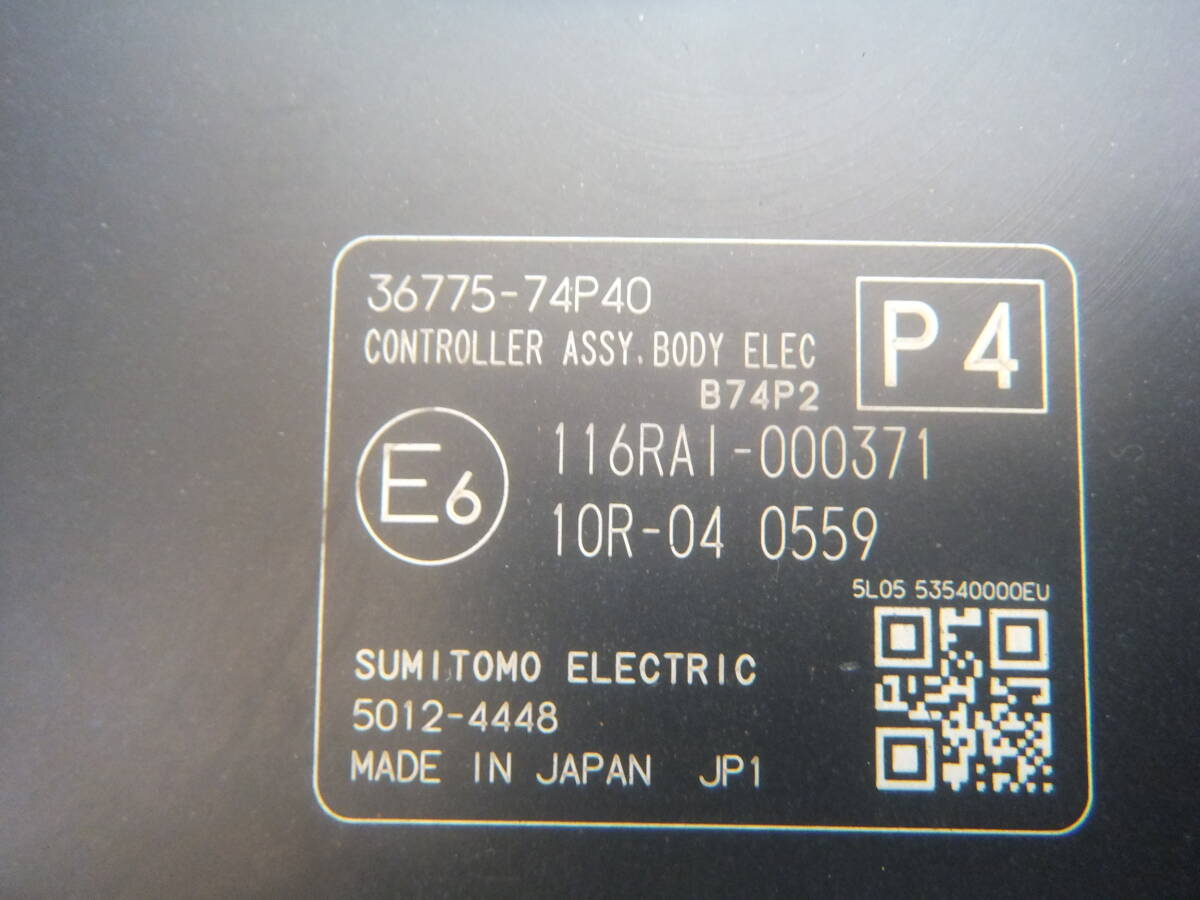 36775-74P40
CONTROLLER ASSY, BODY ELEC
B74P2
P4
E6
116RAI-000371
10R-04 0559
5L05 53540000EU
SUMITOMO ELECTRIC
5012-4448
MADE IN JAPAN JP1